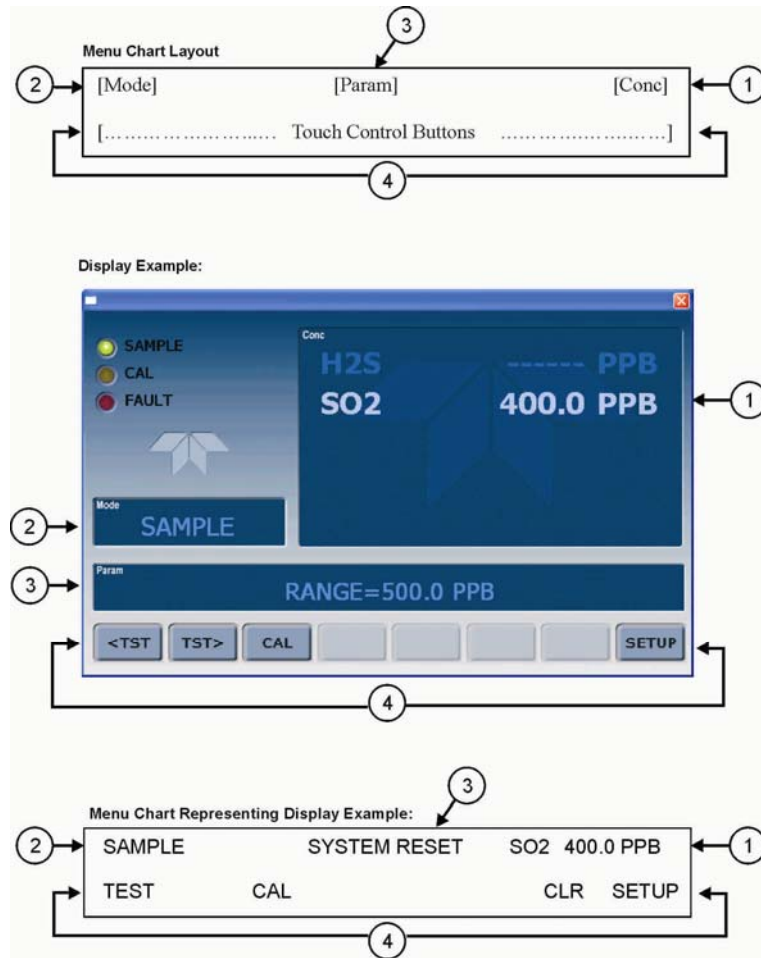 3
Menu Chart Layout
2 [Mode] [Param] [Conc] 1
[........................ Touch Control Buttons ........................]
4
Display Example:
SAMPLE
CAL
FAULT
Conc
H2S ------ PPB
SO2 400.0 PPB 1
Mode
2 SAMPLE
Param
3 RANGE=500.0 PPB
<TST TST> CAL SETUP
4
3
Menu Chart Representing Display Example:
2 SAMPLE SYSTEM RESET SO2 400.0 PPB 1
TEST CAL CLR SETUP
4